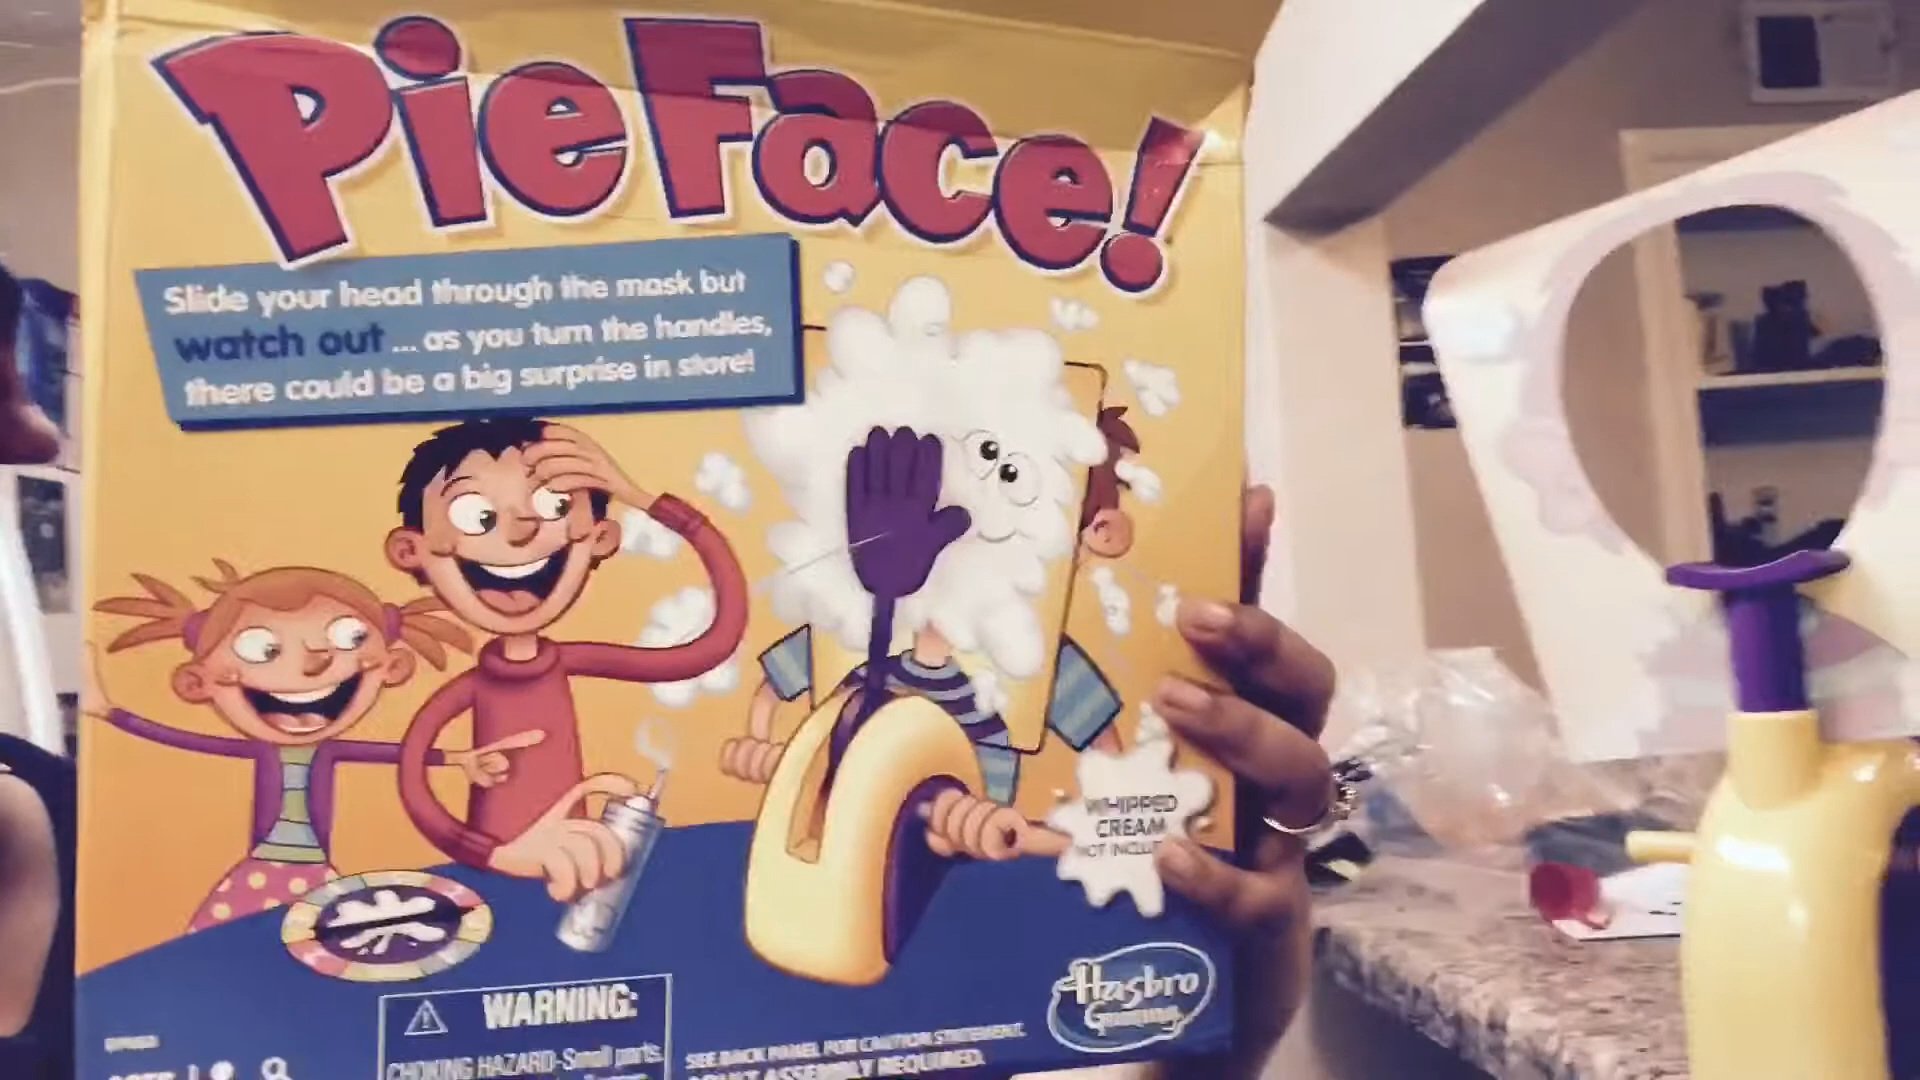 Pie Face!
Slide your head through the mask but
watch out ... as you turn the handles,
there could be a big surprise in store!
WHIPPED
CREAM
NOT
WARNING:
CHOKING HAZARD-Small parts.
SEE BACK PANEL FOR CAUTION STATEMENT.
ADULT ASSEMBLY REQUIRED.
Hasbro
Gaming